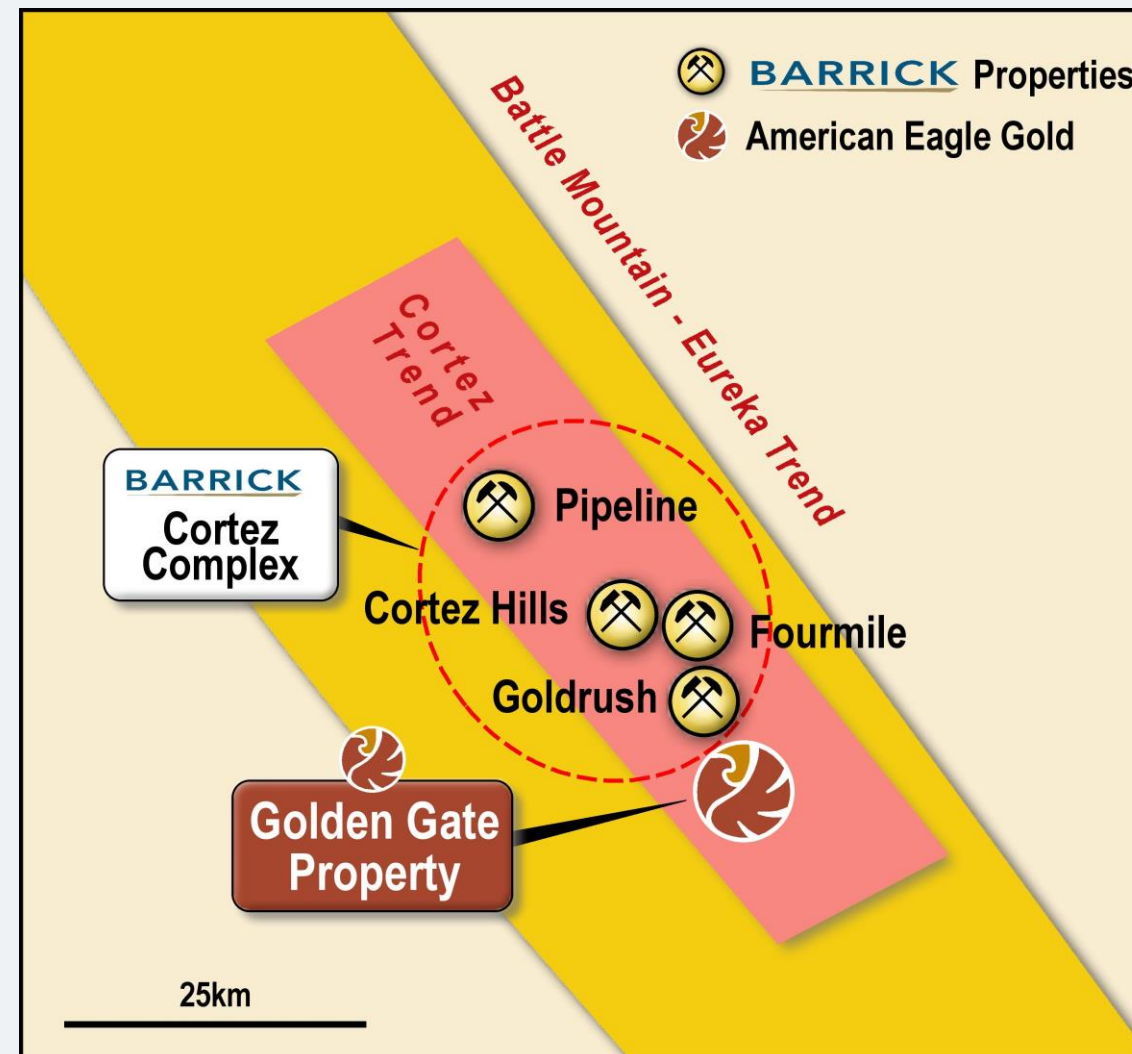 BARRICK Properties
American Eagle Gold
Battle Mountain - Eureka Trend
Cortez
Trend
BARRICK
Cortez
Complex
Pipeline
Cortez Hills
Fourmile
Goldrush
Golden Gate
Property
25km